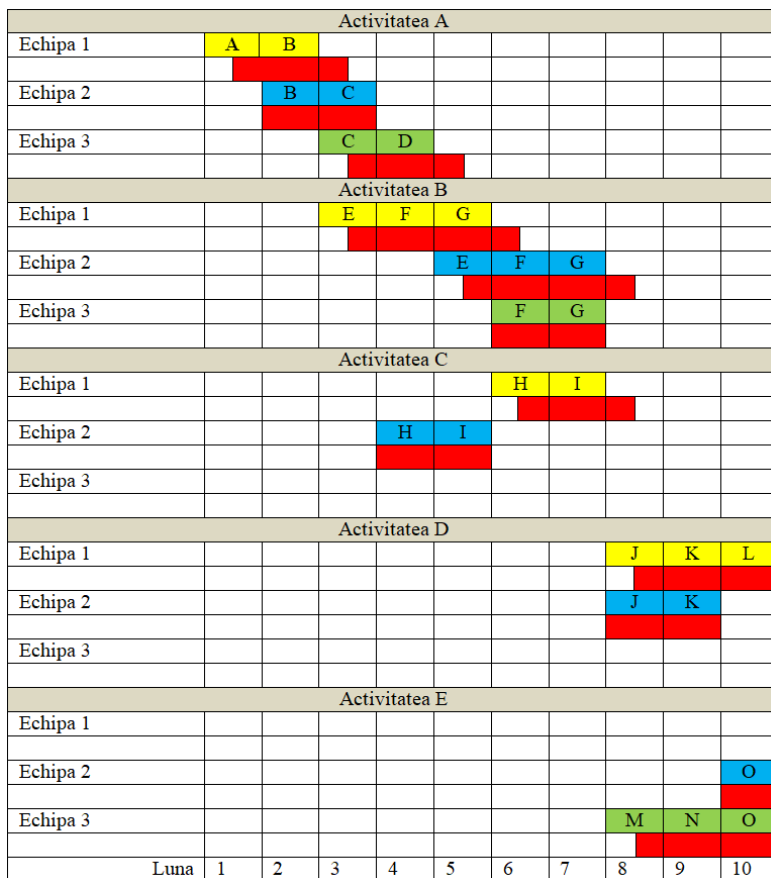 Activitatea A
Echipa 1 A B
Echipa 2 B C
Echipa 3 C D
Activitatea B
Echipa 1 E F G
Echipa 2 E F G
Echipa 3 F G
Activitatea C
Echipa 1 H I
Echipa 2 H I
Echipa 3
Activitatea D
Echipa 1 J K L
Echipa 2 J K
Echipa 3
Activitatea E
Echipa 1
Echipa 2 O
Echipa 3 M N O
Luna 1 2 3 4 5 6 7 8 9 10